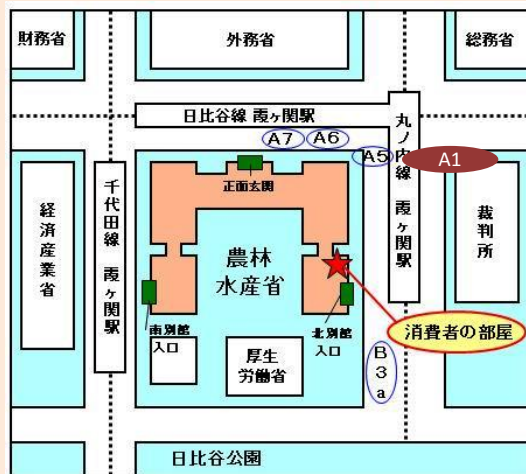 財務省
外務省
総務省
日比谷線 霞ヶ関駅
A7
A6
A5
A1
丸ノ内線 霞ヶ関駅
正面玄関
千代田線 霞ヶ関駅
経済産業省
裁判所
農林
水産省
消費者の部屋
南別館
入口
北別館
入口
厚生
労働省
B3a
日比谷公園